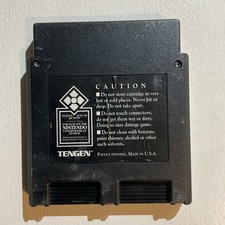 CAUTION
■ Do not store cartridge in very
hot or cold places. Never hit or
drop. Do not take apart.
■ Do not touch connectors;
do not get them wet or dirty.
Doing so may damage game.
■ Do not clean with benzene,
paint thinner, alcohol or other
such solvents.
NINTENDO
TENGEN
PATENT PENDING. MADE IN U.S.A.